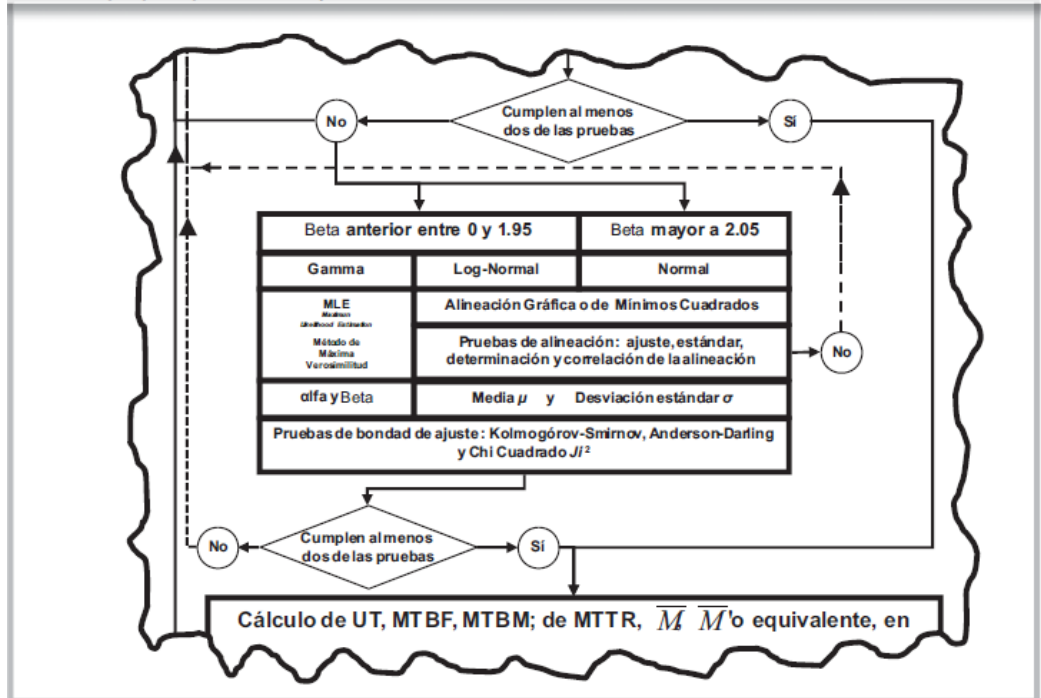 Cumplen al menos
dos de las pruebas
No
Sí
Beta anterior entre 0 y 1.95
Beta mayor a 2.05
Gamma
Log-Normal
Normal
MLE
Maximun
Likelihood Estimation
Método de
Máxima
Verosimilitud
Alineación Gráfica o de Mínimos Cuadrados
Pruebas de alineación: ajuste, estándar,
determinación y correlación de la alineación
No
alfa y Beta
Media μ y Desviación estándar σ
Pruebas de bondad de ajuste: Kolmogórov-Smirnov, Anderson-Darling
y Chi Cuadrado Ji²
No
Cumplen al menos
dos de las pruebas
Sí
Cálculo de UT, MTBF, MTBM; de MTTR, M̅ M̅'o equivalente, en